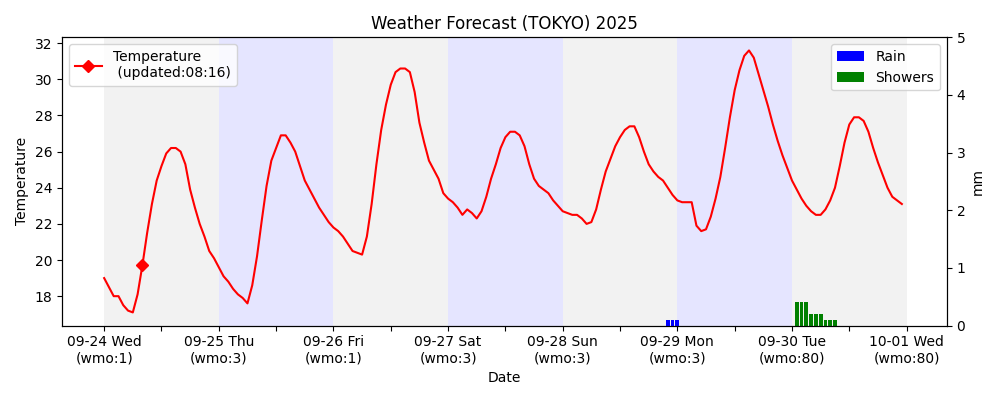 Weather Forecast (TOKYO) 2025
Temperature
(updated:08:16)
Rain
Showers
32
30
28
26
24
22
20
18
Temperature
5
4
3
2
1
0
mm
09-24 Wed
(wmo:1)
09-25 Thu
(wmo:3)
09-26 Fri
(wmo:1)
09-27 Sat
(wmo:3)
09-28 Sun
(wmo:3)
09-29 Mon
(wmo:3)
09-30 Tue
(wmo:80)
10-01 Wed
(wmo:80)
Date